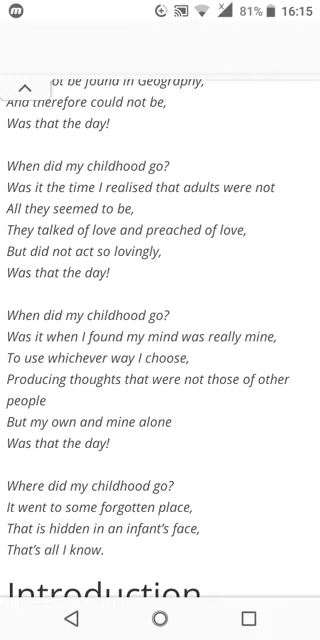 81% 16:15
not be found in Geography,
And therefore could not be,
Was that the day!
When did my childhood go?
Was it the time I realised that adults were not
All they seemed to be,
They talked of love and preached of love,
But did not act so lovingly,
Was that the day!
When did my childhood go?
Was it when I found my mind was really mine,
To use whichever way I choose,
Producing thoughts that were not those of other
people
But my own and mine alone
Was that the day!
Where did my childhood go?
It went to some forgotten place,
That is hidden in an infant's face,
That's all I know.
Introduction